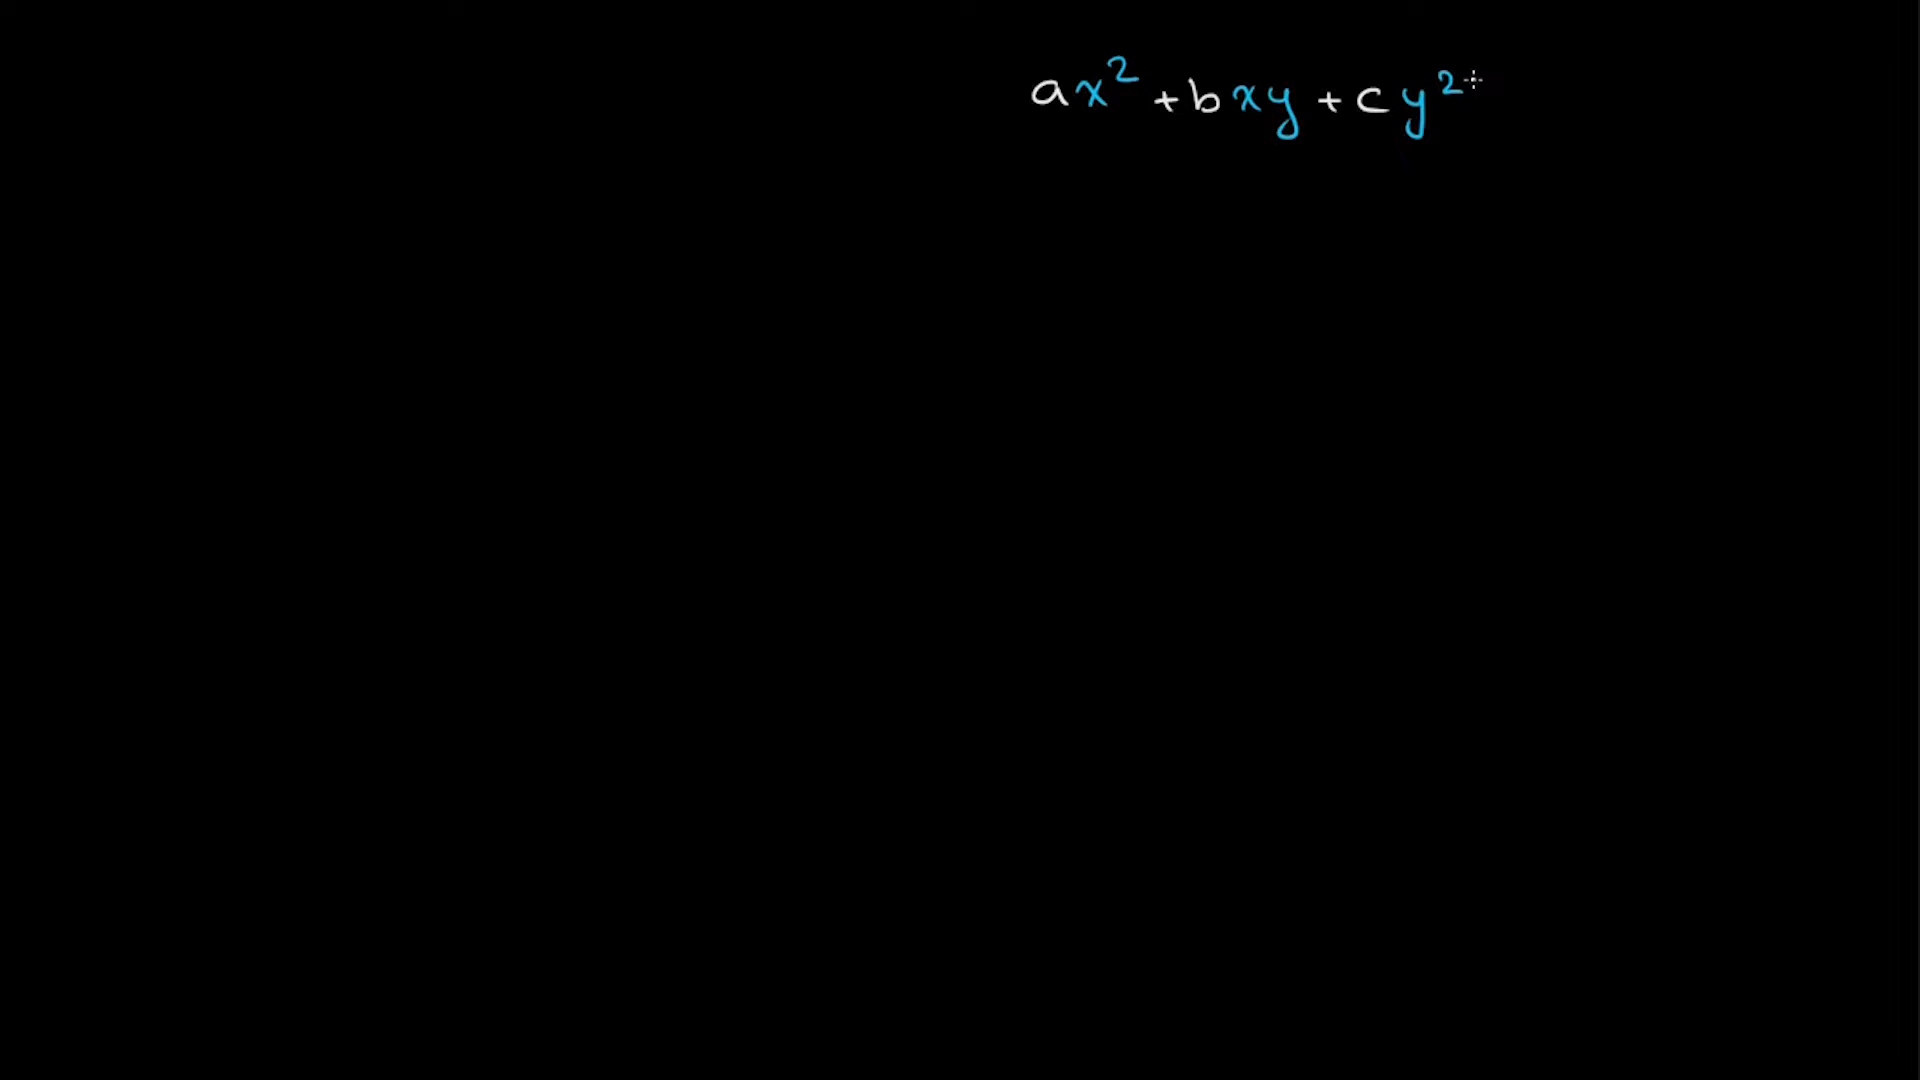 ax² + bxy + cy²